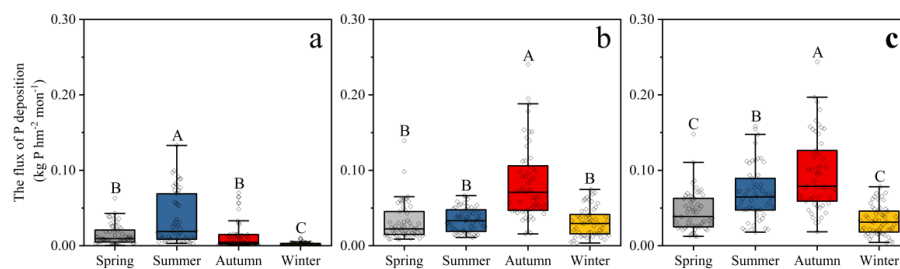 The flux of P deposition
(kg P hm⁻² mon⁻¹)
0.30
0.20
0.10
0.00
a
B
A
B
C
Spring Summer Autumn Winter
0.30
0.20
0.10
0.00
b
B
B
A
B
Spring Summer Autumn Winter
0.30
0.20
0.10
0.00
c
C
B
A
C
Spring Summer Autumn Winter